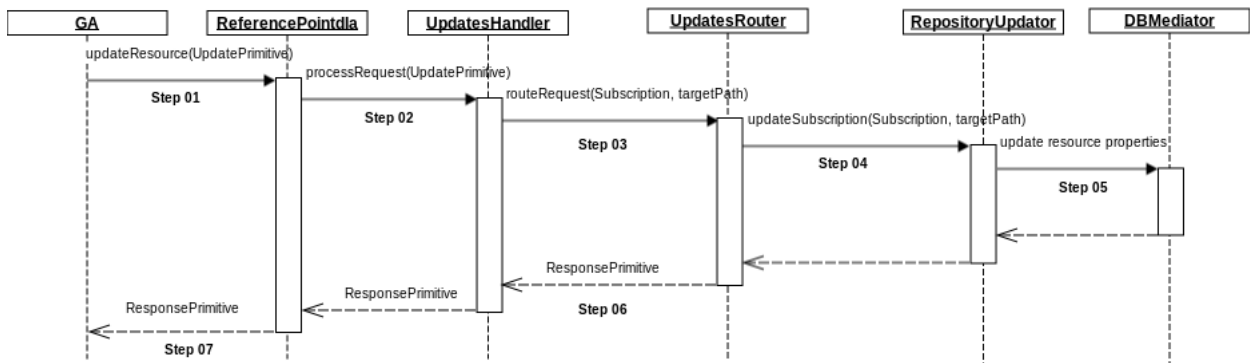 GA
ReferencePointdla
UpdatesHandler
UpdatesRouter
RepositoryUpdator
DBMediator
updateResource(UpdatePrimitive)
Step 01
processRequest(UpdatePrimitive)
Step 02
routeRequest(Subscription, targetPath)
Step 03
updateSubscription(Subscription, targetPath)
Step 04
update resource properties
Step 05
ResponsePrimitive
Step 06
ResponsePrimitive
ResponsePrimitive
Step 07